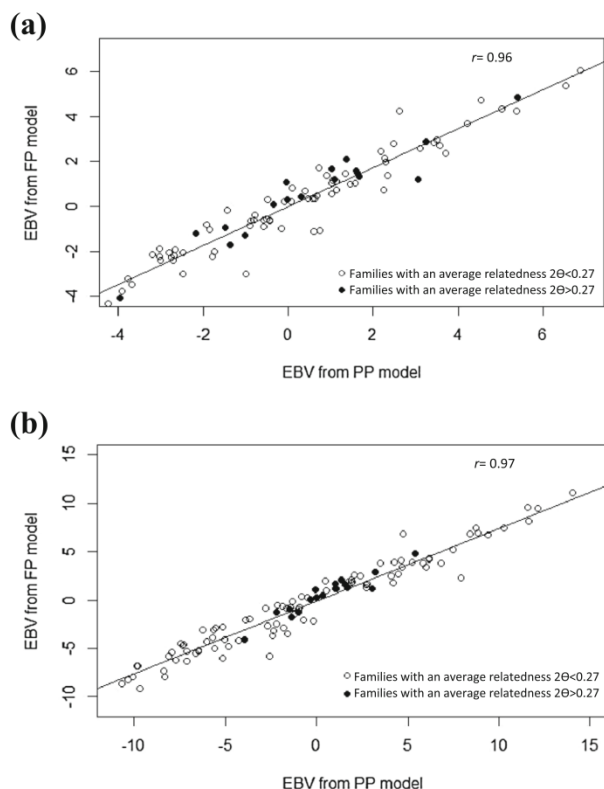 (a)
r= 0.96
6
4
2
0
-2
-4
EBV from FP model
Families with an average relatedness 2Θ<0.27
Families with an average relatedness 2Θ>0.27
-4 -2 0 2 4 6
EBV from PP model
(b)
r= 0.97
15
10
5
0
-5
-10
EBV from FP model
Families with an average relatedness 2Θ<0.27
Families with an average relatedness 2Θ>0.27
-10 -5 0 5 10 15
EBV from PP model